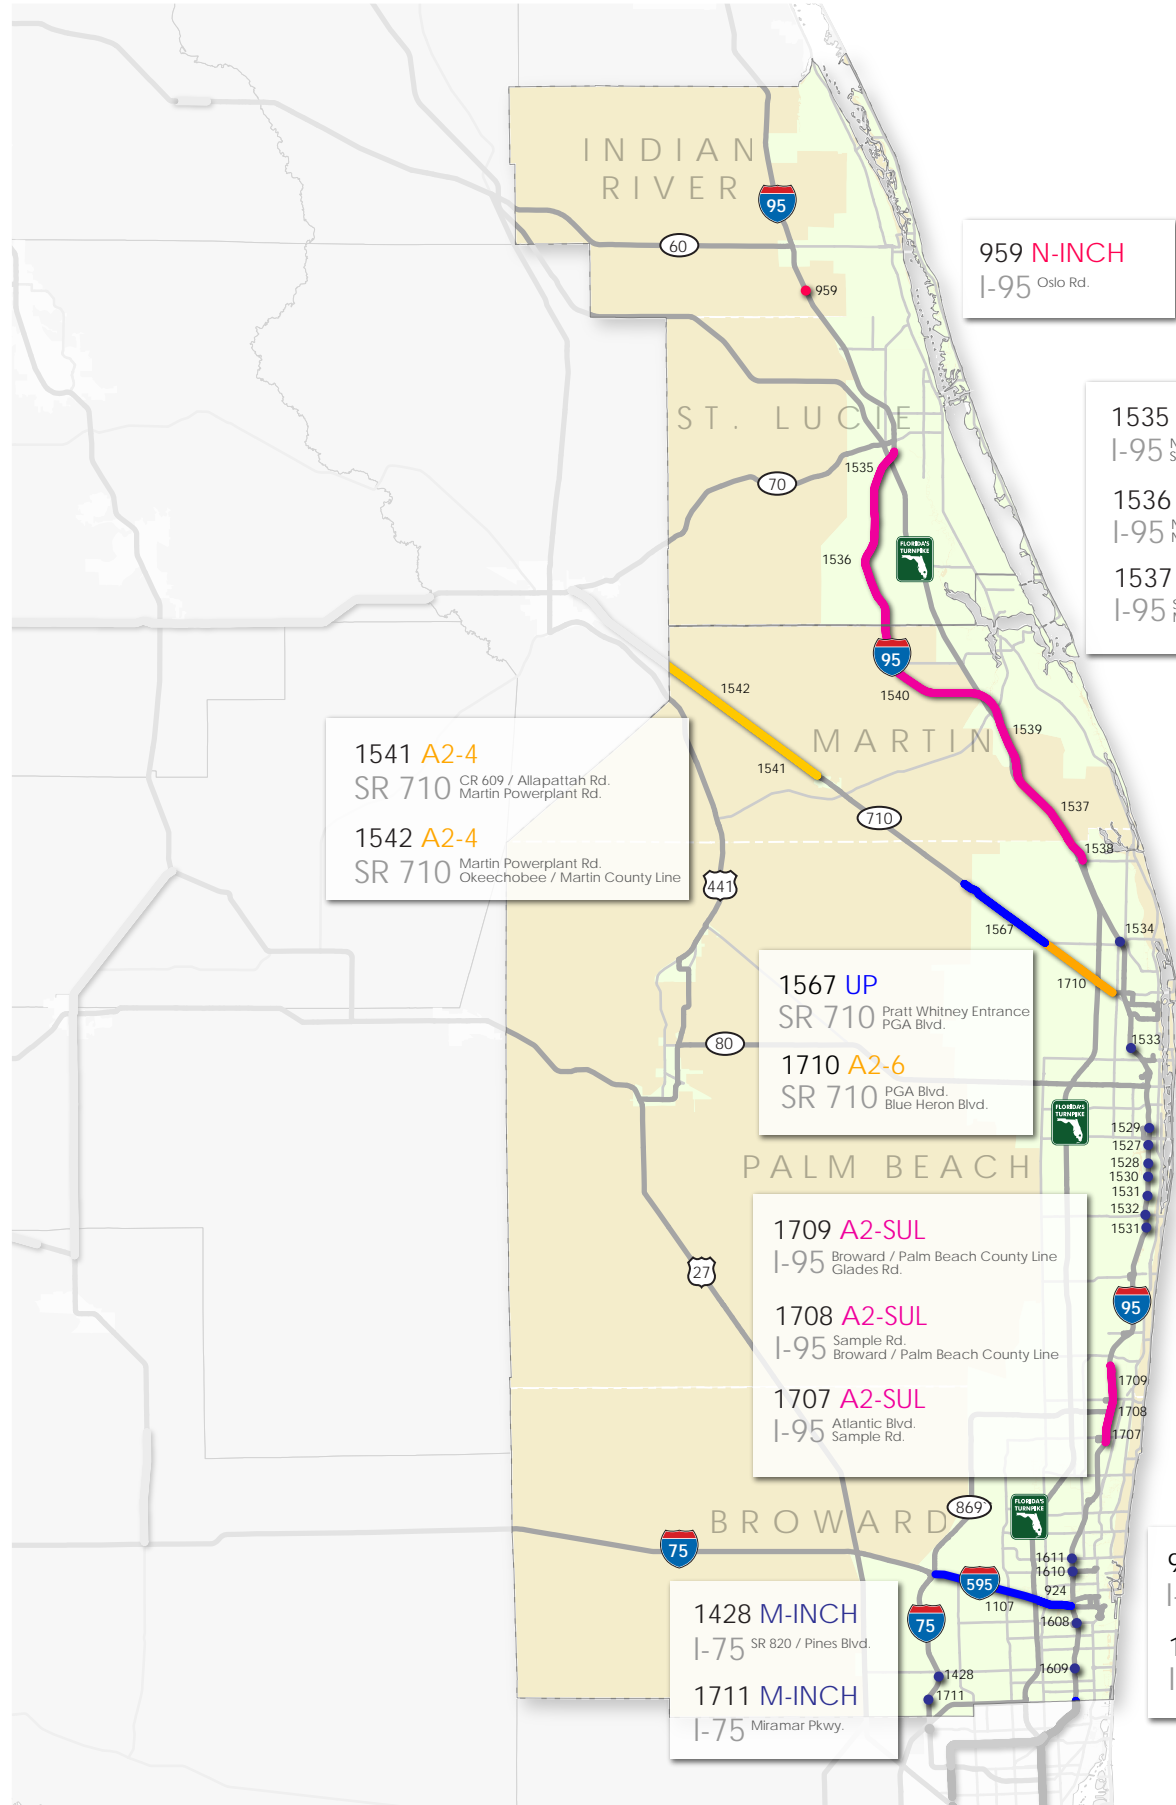 INDIAN
RIVER
95
60
959
959 N-INCH
I-95 Oslo Rd.
ST. LUCIE
1535
1535
I-95
70
1536
I-95
1536
FLORIDA'S
TURNPIKE
1537
I-95
95
1542
1540
1539
MARTIN
1541
1541 A2-4
SR 710 CR 609 / Allapattah Rd.
Martin Powerplant Rd.
1542 A2-4
SR 710 Martin Powerplant Rd.
Okeechobee / Martin County Line
1537
710
1538
441
1534
1567
1710
1567 UP
SR 710 Pratt Whitney Entrance
PGA Blvd.
1710 A2-6
SR 710 PGA Blvd.
Blue Heron Blvd.
80
1533
FLORIDA'S
TURNPIKE
1529
1527
1528
1530
1531
1532
1531
PALM BEACH
1709 A2-SUL
I-95 Broward / Palm Beach County Line
Glades Rd.
1708 A2-SUL
I-95 Sample Rd.
Broward / Palm Beach County Line
1707 A2-SUL
I-95 Atlantic Blvd.
Sample Rd.
27
95
1709
1708
1707
869
BROWARD
FLORIDA'S
TURNPIKE
75
1611
1610
595
924
1107
1608
75
1428 M-INCH
I-75 SR 820 / Pines Blvd.
1711 M-INCH
I-75 Miramar Pkwy.
1609
1428
1711